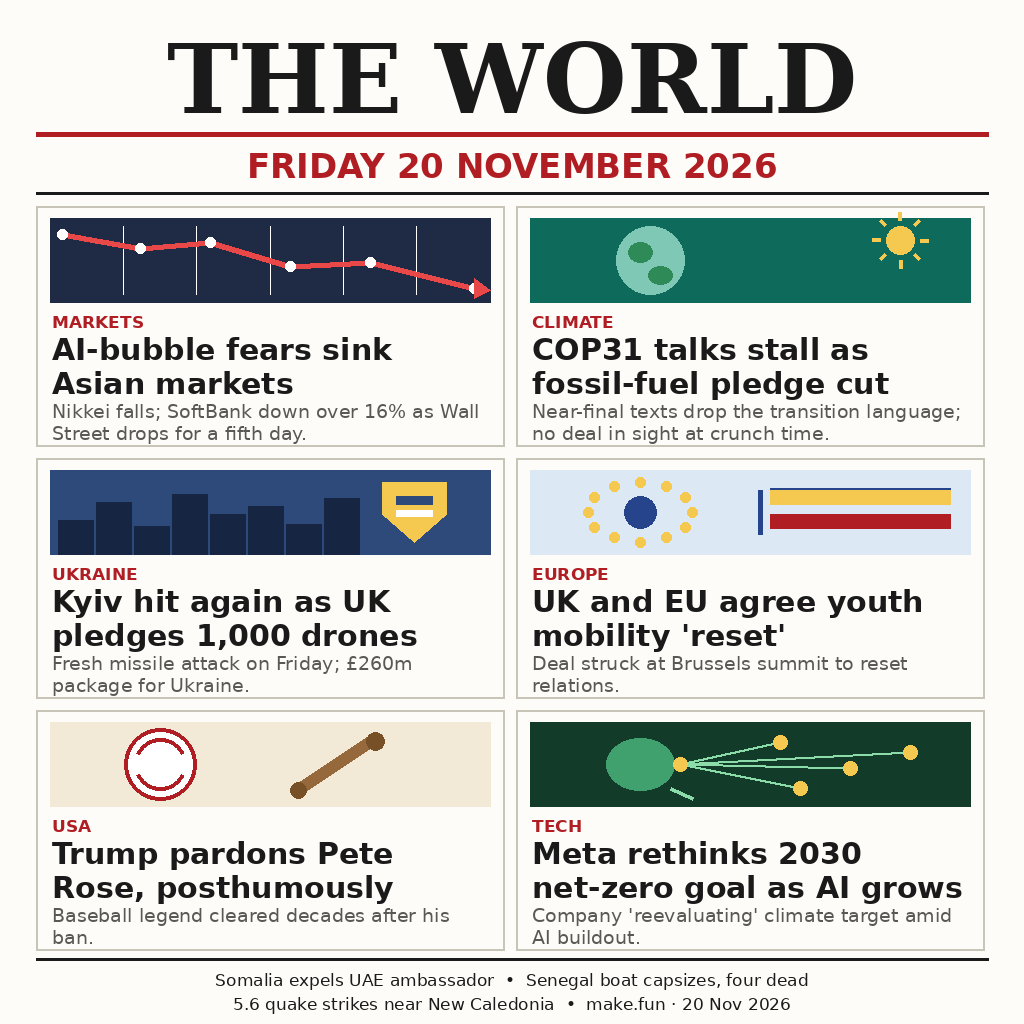 THE WORLD
FRIDAY 20 NOVEMBER 2026
MARKETS
AI-bubble fears sink
Asian markets
Nikkei falls; SoftBank down over 16% as Wall
Street drops for a fifth day.
CLIMATE
COP31 talks stall as
fossil-fuel pledge cut
Near-final texts drop the transition language;
no deal in sight at crunch time.
UKRAINE
Kyiv hit again as UK
pledges 1,000 drones
Fresh missile attack on Friday; £260m
package for Ukraine.
EUROPE
UK and EU agree youth
mobility 'reset'
Deal struck at Brussels summit to reset
relations.
USA
Trump pardons Pete
Rose, posthumously
Baseball legend cleared decades after his
ban.
TECH
Meta rethinks 2030
net-zero goal as AI grows
Company 'reevaluating' climate target amid
AI buildout.
Somalia expels UAE ambassador • Senegal boat capsizes, four dead
5.6 quake strikes near New Caledonia • make.fun · 20 Nov 2026